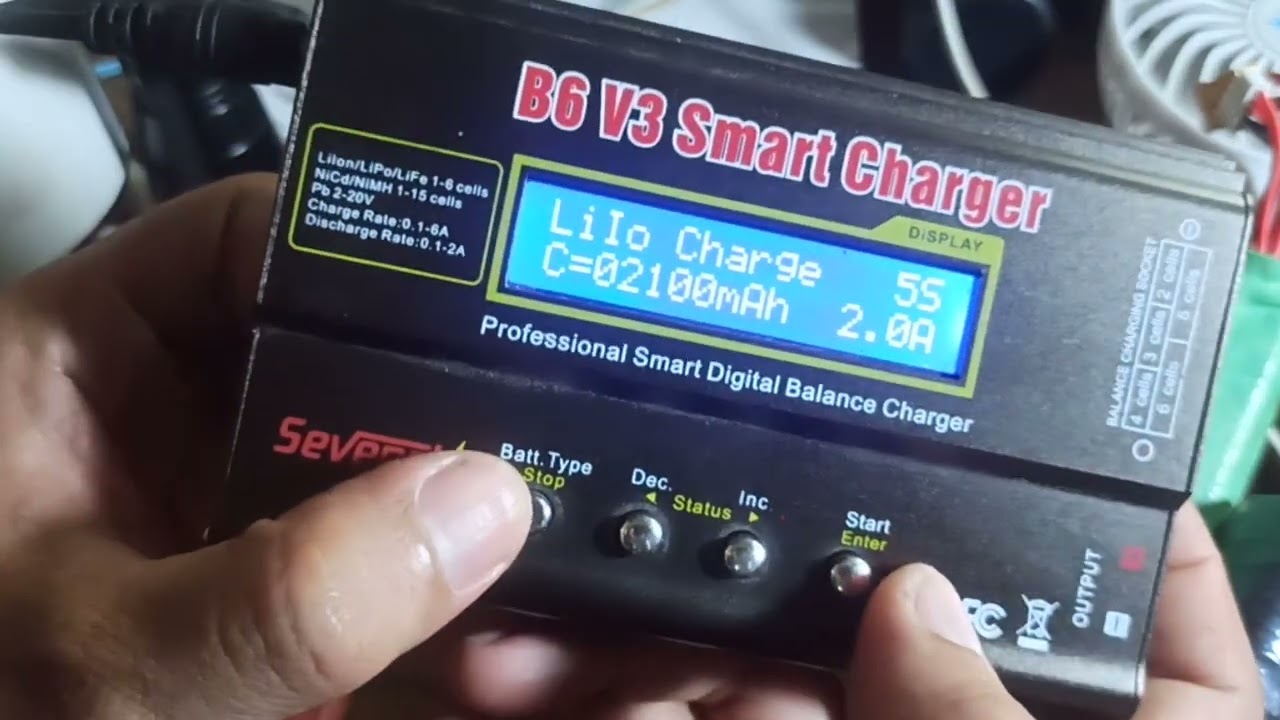 B6 V3 Smart Charger
LiIon/LiPo/LiFe 1-6 cells
NiCd/NiMH 1-15 cells
Pb 2-20V
Charge Rate:0.1-6A
Discharge Rate:0.1-2A
DiSPLAY
LiIo Charge 5S
C=02100mAh 2.0A
Professional Smart Digital Balance Charger
BALANCE CHARGING SOCKET
4 cells 3 cells 2 cells
6 cells
Batt.Type
Stop
Dec.
Inc.
◄ Status ►
Start
Enter
OUTPUT